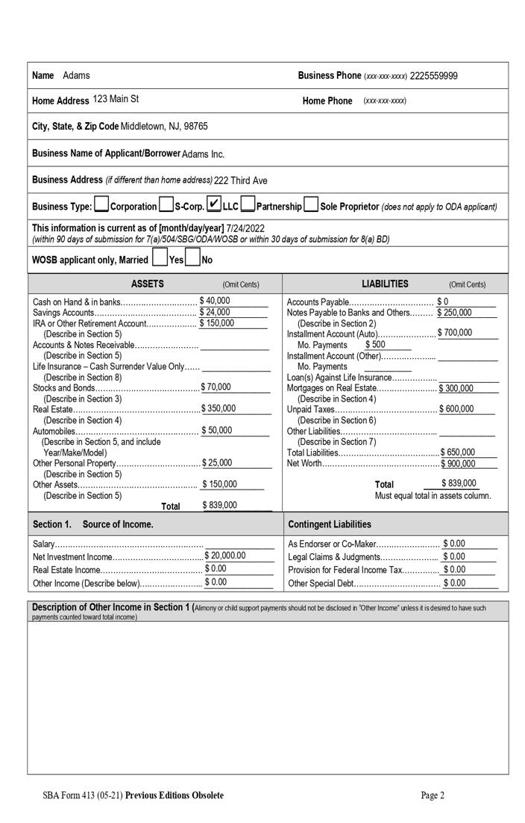 Name Adams Business Phone (xxx-xxx-xxxx) 2225559999
Home Address 123 Main St Home Phone (xxx-xxx-xxxx)
City, State, & Zip Code Middletown, NJ, 98765
Business Name of Applicant/Borrower Adams Inc.
Business Address (if different than home address) 222 Third Ave
Business Type: Corporation S-Corp. ✔ LLC Partnership Sole Proprietor (does not apply to ODA applicant)
This information is current as of [month/day/year] 7/24/2022
(within 90 days of submission for 7(a)/504/SBG/ODA/WOSB or within 30 days of submission for 8(a) BD)
WOSB applicant only, Married Yes No
ASSETS (Omit Cents) LIABILITIES (Omit Cents)
Cash on Hand & in banks……………………… $ 40,000
Savings Accounts……………………………… $ 24,000
IRA or Other Retirement Account……………… $ 150,000
(Describe in Section 5)
Accounts & Notes Receivable…………………
(Describe in Section 5)
Life Insurance – Cash Surrender Value Only……
(Describe in Section 8)
Stocks and Bonds……………………………… $ 70,000
(Describe in Section 3)
Real Estate……………………………………… $ 350,000
(Describe in Section 4)
Automobiles……………………………………… $ 50,000
(Describe in Section 5, and include
Year/Make/Model)
Other Personal Property………………………… $ 25,000
(Describe in Section 5)
Other Assets……………………………………… $ 150,000
(Describe in Section 5)
Total $ 839,000
Accounts Payable……………………………… $ 0
Notes Payable to Banks and Others……… $ 250,000
(Describe in Section 2)
Installment Account (Auto)…………………… $ 700,000
Mo. Payments $ 500
Installment Account (Other)……………………
Mo. Payments
Loan(s) Against Life Insurance………………
Mortgages on Real Estate…………………… $ 300,000
(Describe in Section 4)
Unpaid Taxes…………………………………… $ 600,000
(Describe in Section 6)
Other Liabilities…………………………………
(Describe in Section 7)
Total Liabilities…………………………………… $ 650,000
Net Worth………………………………………… $ 900,000
Total $ 839,000
Must equal total in assets column.
Section 1. Source of Income. Contingent Liabilities
Salary………………………………………………
Net Investment Income………………………… $ 20,000.00
Real Estate Income……………………………… $ 0.00
Other Income (Describe below)………………… $ 0.00
As Endorser or Co-Maker……………………… $ 0.00
Legal Claims & Judgments…………………… $ 0.00
Provision for Federal Income Tax…………… $ 0.00
Other Special Debt……………………………… $ 0.00
Description of Other Income in Section 1 (Alimony or child support payments should not be disclosed in "Other Income" unless it is desired to have such
payments counted toward total income)
SBA Form 413 (05-21) Previous Editions Obsolete Page 2